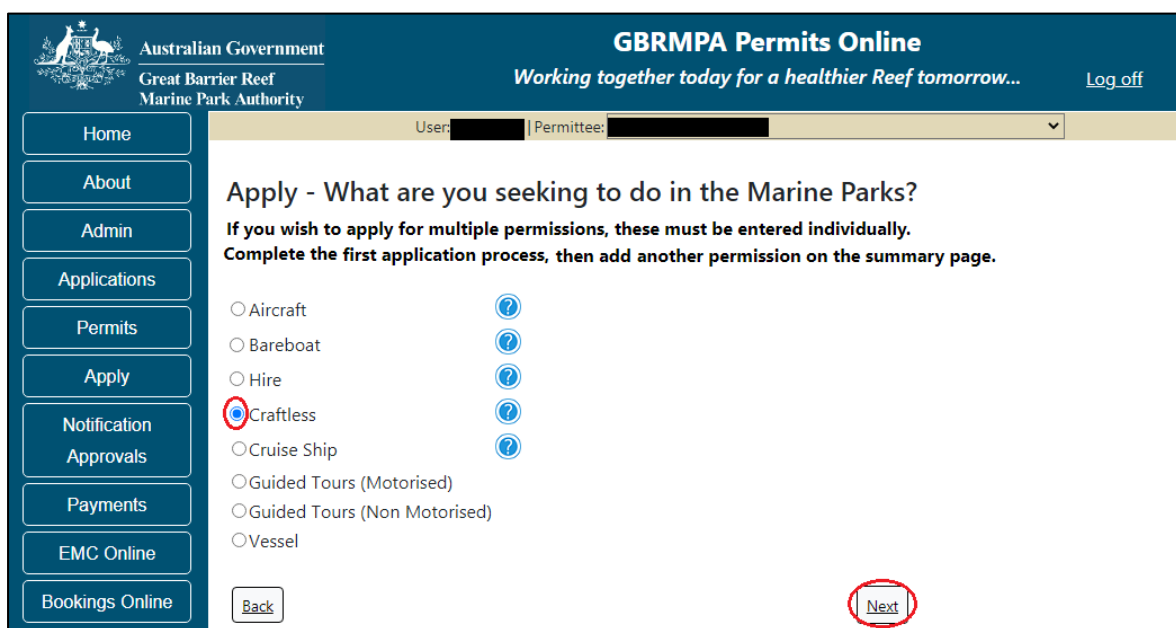 Australian Government
Great Barrier Reef
Marine Park Authority
GBRMPA Permits Online
Working together today for a healthier Reef tomorrow...
Log off
User: | Permittee:
Home
About
Admin
Applications
Permits
Apply
Notification
Approvals
Payments
EMC Online
Bookings Online
Apply - What are you seeking to do in the Marine Parks?
If you wish to apply for multiple permissions, these must be entered individually.
Complete the first application process, then add another permission on the summary page.
Aircraft ?
Bareboat ?
Hire ?
Craftless ?
Cruise Ship ?
Guided Tours (Motorised)
Guided Tours (Non Motorised)
Vessel
Back
Next